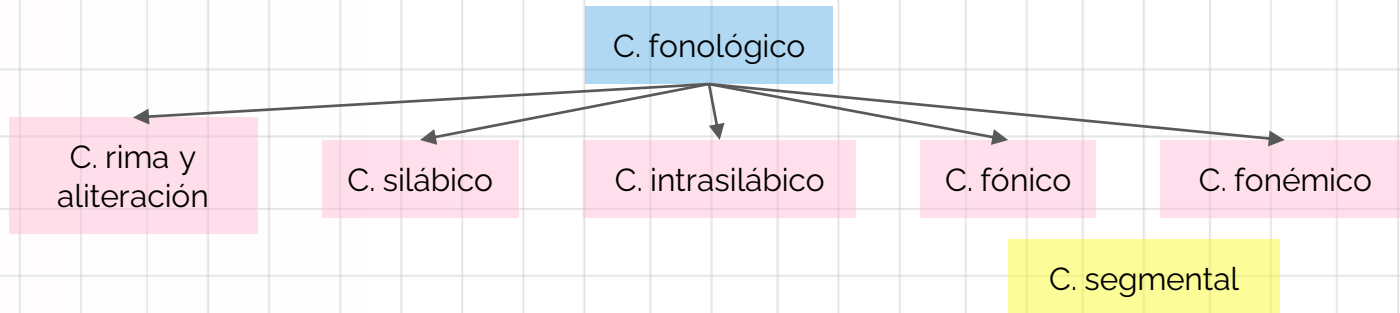 C. fonológico
C. rima y
aliteración
C. silábico
C. intrasilábico
C. fónico
C. fonémico
C. segmental